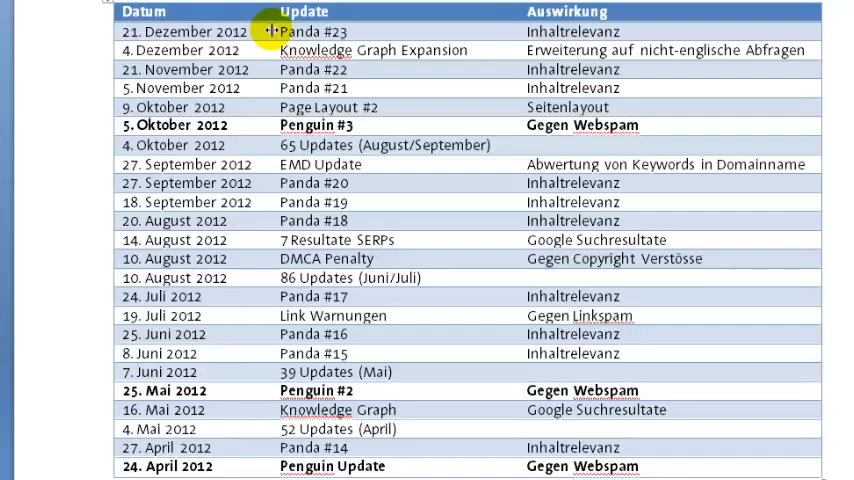 Datum Update Auswirkung
21. Dezember 2012 Panda #23 Inhaltrelevanz
4. Dezember 2012 Knowledge Graph Expansion Erweiterung auf nicht-englische Abfragen
21. November 2012 Panda #22 Inhaltrelevanz
5. November 2012 Panda #21 Inhaltrelevanz
9. Oktober 2012 Page Layout #2 Seitenlayout
5. Oktober 2012 Penguin #3 Gegen Webspam
4. Oktober 2012 65 Updates (August/September)
27. September 2012 EMD Update Abwertung von Keywords in Domainname
27. September 2012 Panda #20 Inhaltrelevanz
18. September 2012 Panda #19 Inhaltrelevanz
20. August 2012 Panda #18 Inhaltrelevanz
14. August 2012 7 Resultate SERPs Google Suchresultate
10. August 2012 DMCA Penalty Gegen Copyright Verstösse
10. August 2012 86 Updates (Juni/Juli)
24. Juli 2012 Panda #17 Inhaltrelevanz
19. Juli 2012 Link Warnungen Gegen Linkspam
25. Juni 2012 Panda #16 Inhaltrelevanz
8. Juni 2012 Panda #15 Inhaltrelevanz
7. Juni 2012 39 Updates (Mai)
25. Mai 2012 Penguin #2 Gegen Webspam
16. Mai 2012 Knowledge Graph Google Suchresultate
4. Mai 2012 52 Updates (April)
27. April 2012 Panda #14 Inhaltrelevanz
24. April 2012 Penguin Update Gegen Webspam